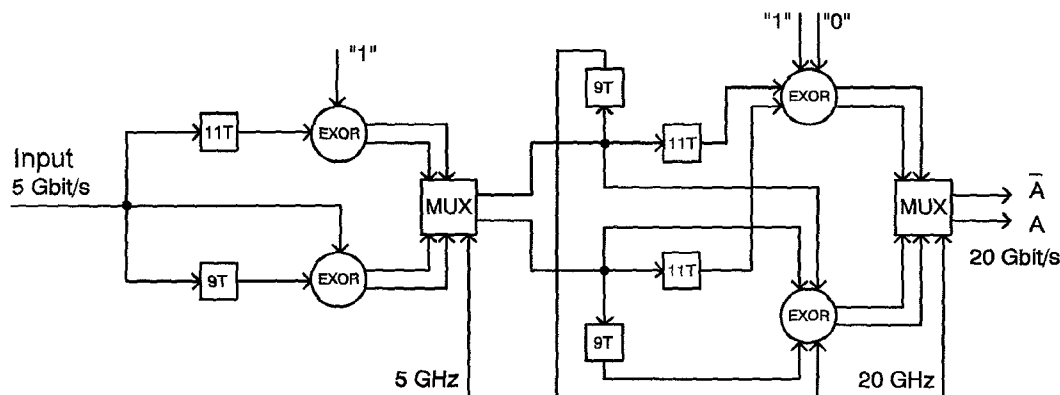 "1"
"1" "0"
9T
EXOR
11T
EXOR
11T
Input
5 Gbit/s
MUX
MUX
A̅
A
20 Gbit/s
9T
EXOR
11T
EXOR
9T
5 GHz
20 GHz